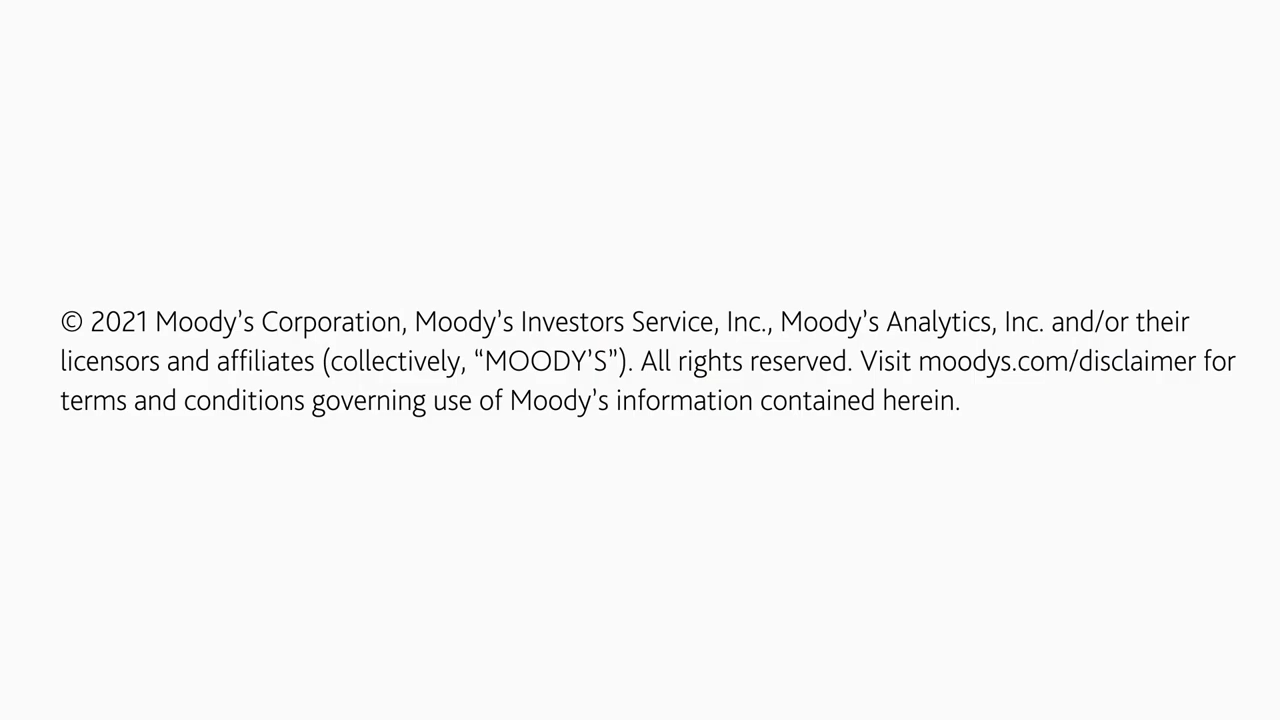 © 2021 Moody’s Corporation, Moody’s Investors Service, Inc., Moody’s Analytics, Inc. and/or their
licensors and affiliates (collectively, “MOODY’S”). All rights reserved. Visit moodys.com/disclaimer for
terms and conditions governing use of Moody’s information contained herein.